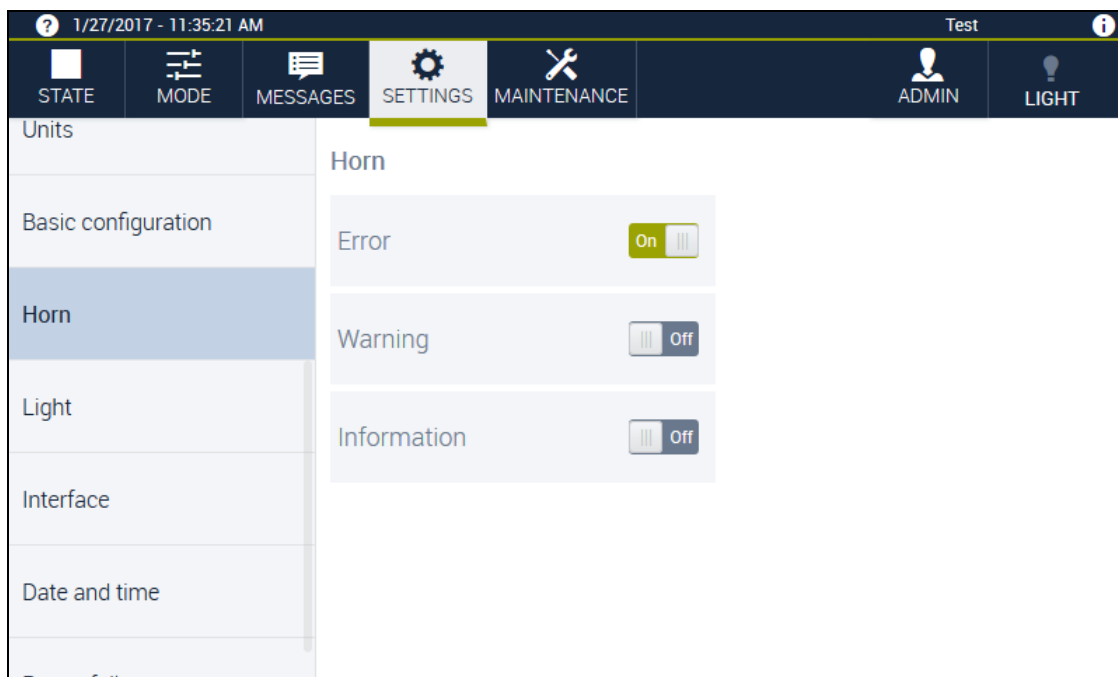 ? 1/27/2017 - 11:35:21 AM Test i
STATE MODE MESSAGES SETTINGS MAINTENANCE ADMIN LIGHT
Units
Basic configuration
Horn
Light
Interface
Date and time
Horn
Error On
Warning Off
Information Off